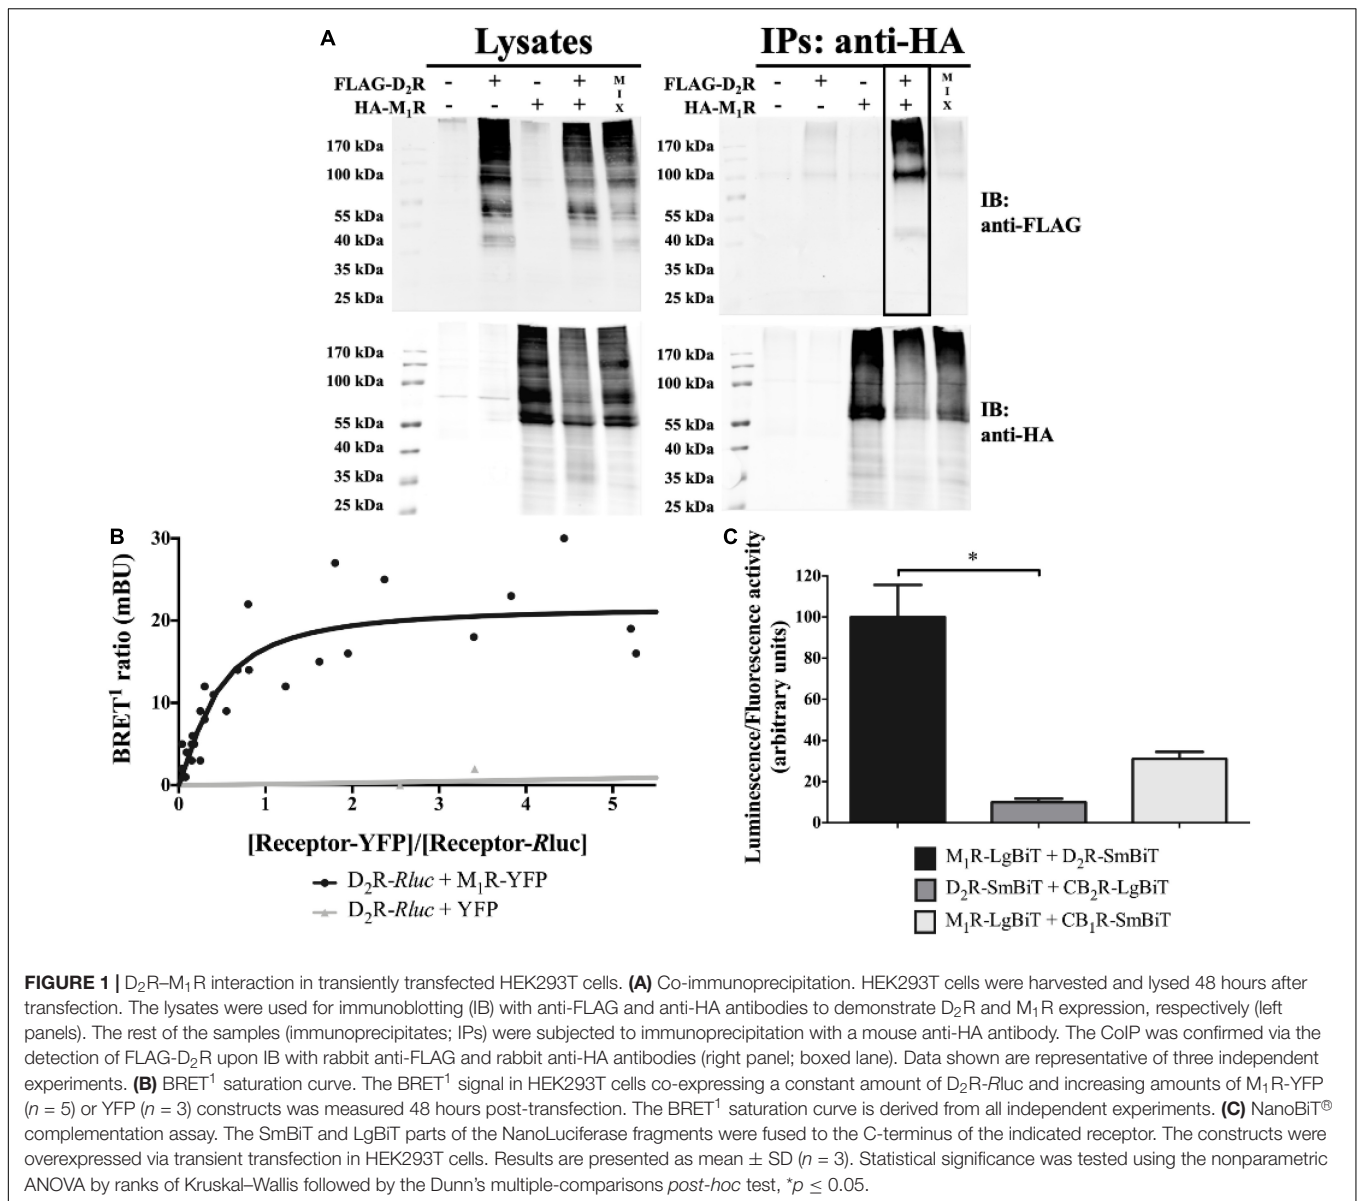 A
Lysates
IPs: anti-HA
FLAG-D₂R - + - + MIX
HA-M₁R - - + +
- + - + MIX
- - + +
170 kDa
100 kDa
55 kDa
40 kDa
35 kDa
25 kDa
170 kDa
100 kDa
55 kDa
40 kDa
35 kDa
25 kDa
IB:
anti-FLAG
170 kDa
100 kDa
55 kDa
40 kDa
35 kDa
25 kDa
170 kDa
100 kDa
55 kDa
40 kDa
35 kDa
25 kDa
IB:
anti-HA
B
BRET¹ ratio (mBU)
30
20
10
0
0 1 2 3 4 5
[Receptor-YFP]/[Receptor-Rluc]
D₂R-Rluc + M₁R-YFP
D₂R-Rluc + YFP
C
Luminescence/Fluorescence activity
(arbitrary units)
120
100
80
60
40
20
0
*
M₁R-LgBiT + D₂R-SmBiT
D₂R-SmBiT + CB₂R-LgBiT
M₁R-LgBiT + CB₁R-SmBiT
FIGURE 1 | D₂R–M₁R interaction in transiently transfected HEK293T cells. (A) Co-immunoprecipitation. HEK293T cells were harvested and lysed 48 hours after
transfection. The lysates were used for immunoblotting (IB) with anti-FLAG and anti-HA antibodies to demonstrate D₂R and M₁R expression, respectively (left
panels). The rest of the samples (immunoprecipitates; IPs) were subjected to immunoprecipitation with a mouse anti-HA antibody. The CoIP was confirmed via the
detection of FLAG-D₂R upon IB with rabbit anti-FLAG and rabbit anti-HA antibodies (right panel; boxed lane). Data shown are representative of three independent
experiments. (B) BRET¹ saturation curve. The BRET¹ signal in HEK293T cells co-expressing a constant amount of D₂R-Rluc and increasing amounts of M₁R-YFP
(n = 5) or YFP (n = 3) constructs was measured 48 hours post-transfection. The BRET¹ saturation curve is derived from all independent experiments. (C) NanoBiT®
complementation assay. The SmBiT and LgBiT parts of the NanoLuciferase fragments were fused to the C-terminus of the indicated receptor. The constructs were
overexpressed via transient transfection in HEK293T cells. Results are presented as mean ± SD (n = 3). Statistical significance was tested using the nonparametric
ANOVA by ranks of Kruskal–Wallis followed by the Dunn's multiple-comparisons post-hoc test, *p ≤ 0.05.